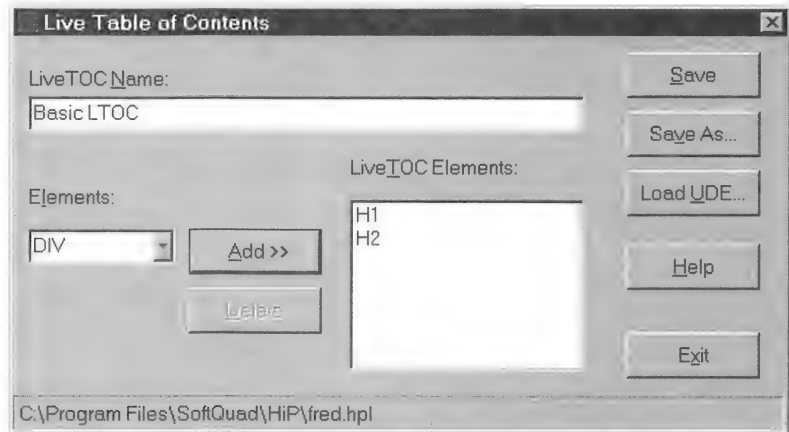 Live Table of Contents
LiveTOC Name:
Basic LTOC
Elements:
DIV
Add >>
Delete
LiveTOC Elements:
H1
H2
Save
Save As...
Load UDE...
Help
Exit
C:\Program Files\SoftQuad\HiP\fred.hpl